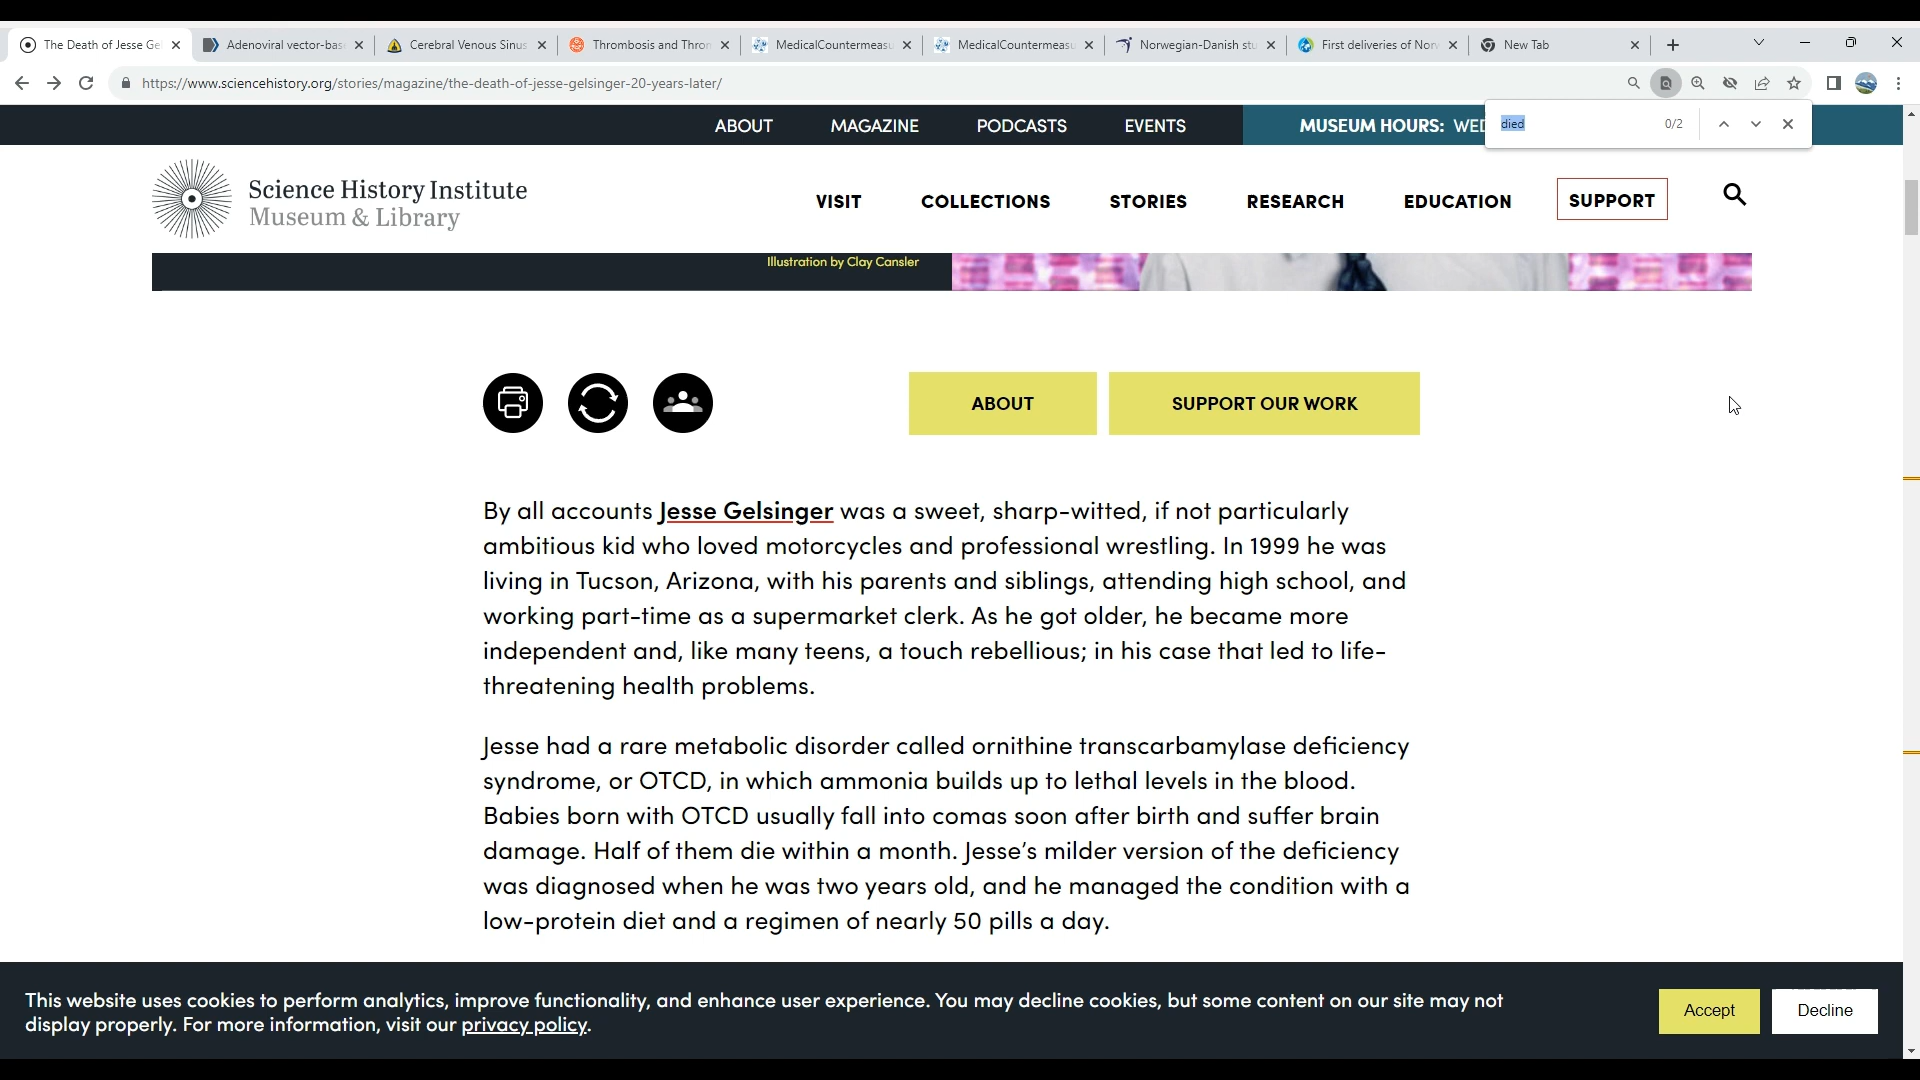 The Death of Jesse Ge
Adenoviral vector-bas
Cerebral Venous Sinus
Thrombosis and Throm
MedicalCountermeasu
MedicalCountermeasu
Norwegian-Danish stu
First deliveries of Nor
New Tab
https://www.sciencehistory.org/stories/magazine/the-death-of-jesse-gelsinger-20-years-later/
died
0/2
ABOUT
MAGAZINE
PODCASTS
EVENTS
MUSEUM HOURS: WED
Science History Institute
Museum & Library
VISIT
COLLECTIONS
STORIES
RESEARCH
EDUCATION
SUPPORT
Illustration by Clay Cansler
ABOUT
SUPPORT OUR WORK
By all accounts Jesse Gelsinger was a sweet, sharp-witted, if not particularly
ambitious kid who loved motorcycles and professional wrestling. In 1999 he was
living in Tucson, Arizona, with his parents and siblings, attending high school, and
working part-time as a supermarket clerk. As he got older, he became more
independent and, like many teens, a touch rebellious; in his case that led to life-
threatening health problems.
Jesse had a rare metabolic disorder called ornithine transcarbamylase deficiency
syndrome, or OTCD, in which ammonia builds up to lethal levels in the blood.
Babies born with OTCD usually fall into comas soon after birth and suffer brain
damage. Half of them die within a month. Jesse’s milder version of the deficiency
was diagnosed when he was two years old, and he managed the condition with a
low-protein diet and a regimen of nearly 50 pills a day.
This website uses cookies to perform analytics, improve functionality, and enhance user experience. You may decline cookies, but some content on our site may not
display properly. For more information, visit our privacy policy.
Accept
Decline